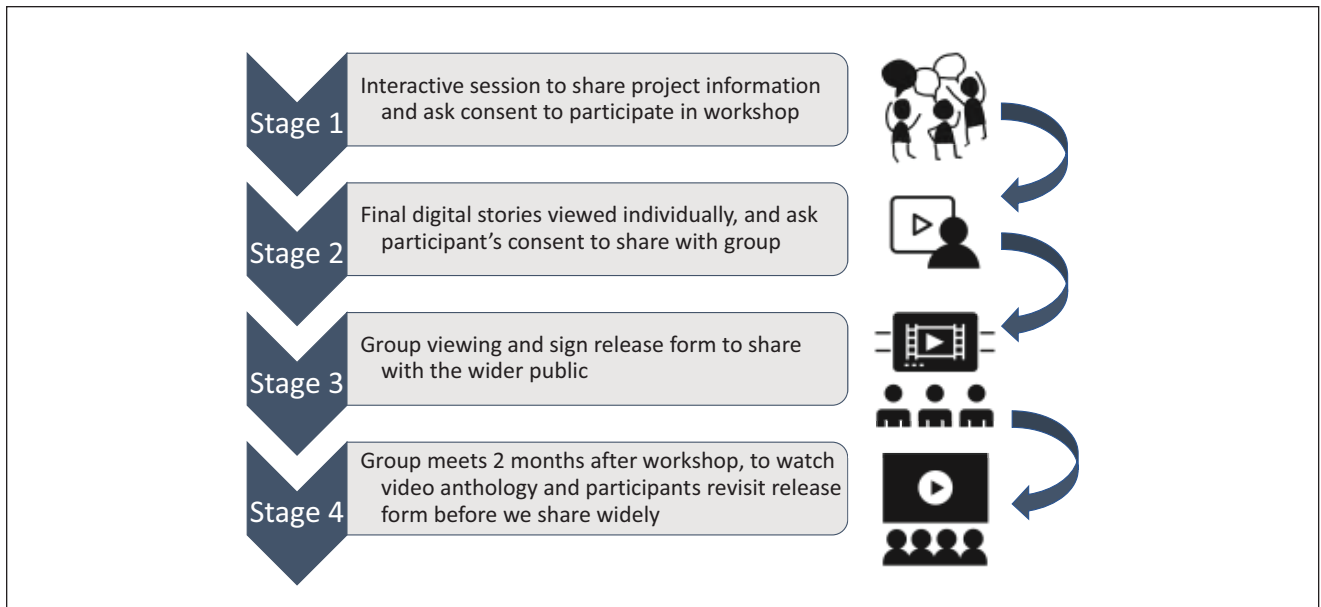 Stage 1
Interactive session to share project information
and ask consent to participate in workshop
Stage 2
Final digital stories viewed individually, and ask
participant’s consent to share with group
Stage 3
Group viewing and sign release form to share
with the wider public
Stage 4
Group meets 2 months after workshop, to watch
video anthology and participants revisit release
form before we share widely